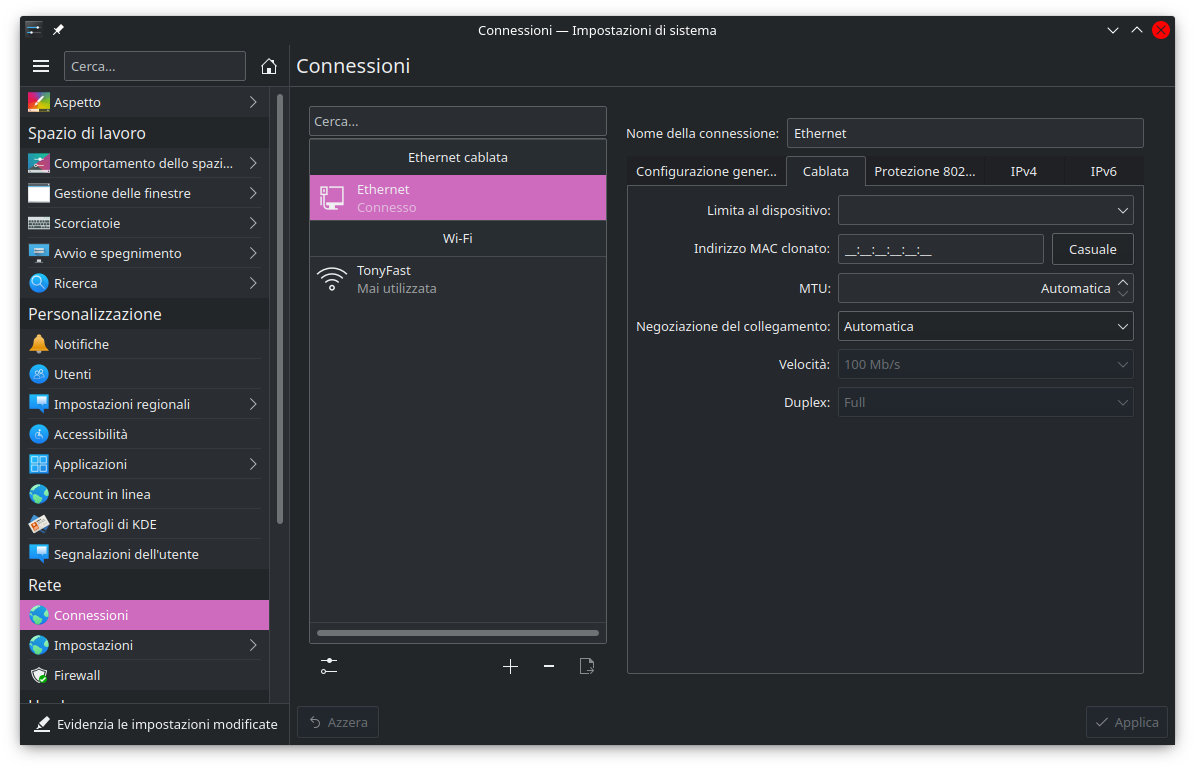 Connessioni — Impostazioni di sistema
Cerca...
Connessioni
Aspetto
Spazio di lavoro
Comportamento dello spazi...
Gestione delle finestre
Scorciatoie
Avvio e spegnimento
Ricerca
Personalizzazione
Notifiche
Utenti
Impostazioni regionali
Accessibilità
Applicazioni
Account in linea
Portafogli di KDE
Segnalazioni dell'utente
Rete
Connessioni
Impostazioni
Firewall
Evidenzia le impostazioni modificate
Cerca...
Ethernet cablata
Ethernet
Connesso
Wi-Fi
TonyFast
Mai utilizzata
Nome della connessione: Ethernet
Configurazione gener... Cablata Protezione 802... IPv4 IPv6
Limita al dispositivo:
Indirizzo MAC clonato: __:__:__:__:__:__ Casuale
MTU: Automatica
Negoziazione del collegamento: Automatica
Velocità: 100 Mb/s
Duplex: Full
Azzera
Applica